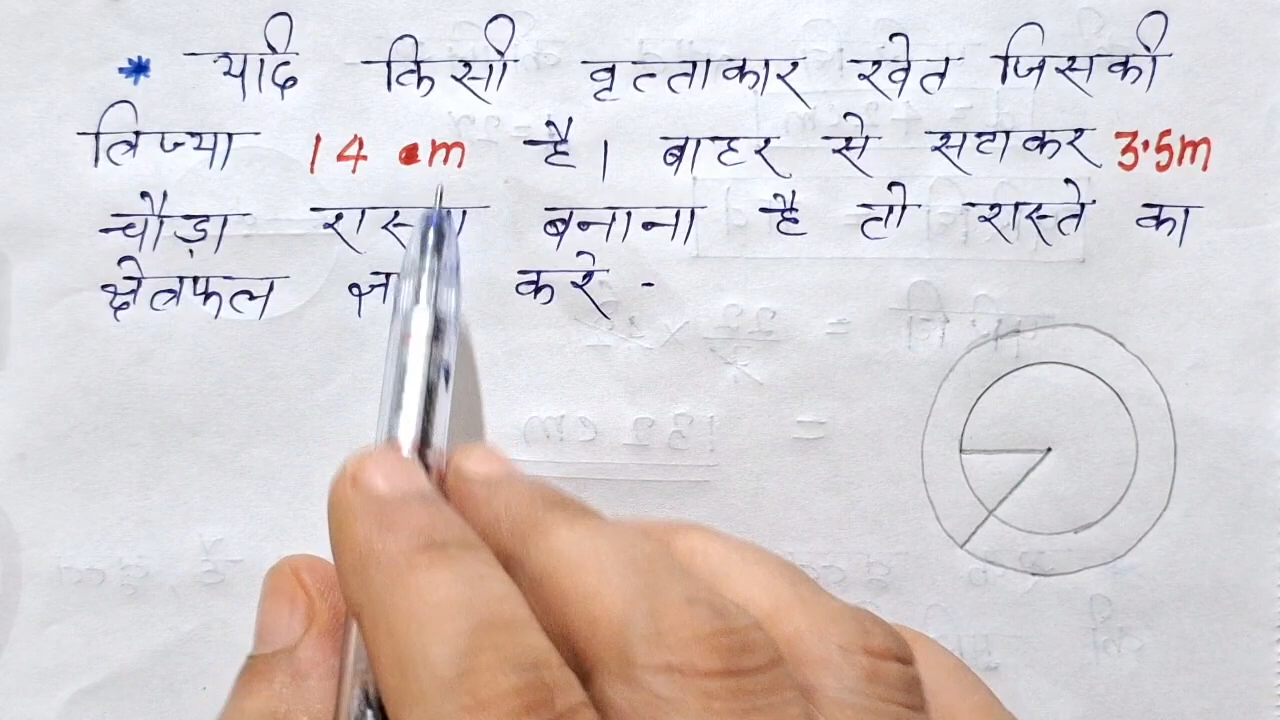 * यदि किसी वृत्ताकार खेत जिसकी
त्रिज्या 14 m है। बाहर से सटाकर 3.5m
चौड़ा बनाना है तो रास्ते का
क्षेत्रफल करे -